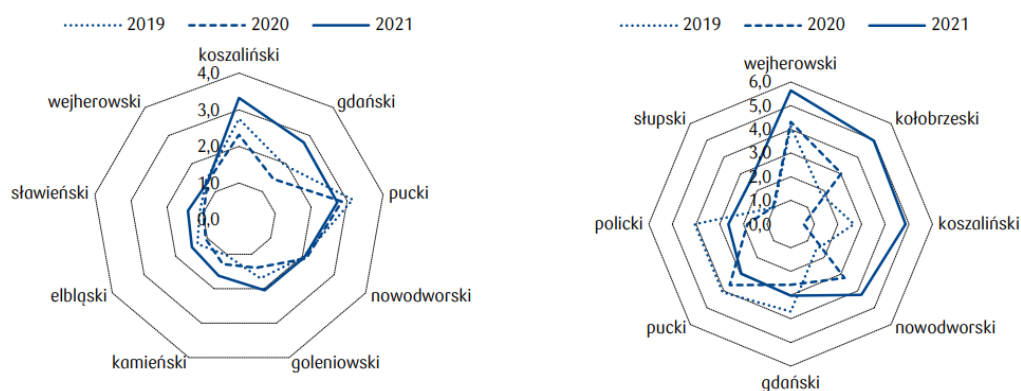 2019 2020 2021
koszaliński
4,0
wejherowski
gdański
3,0
2,0
sławieński
1,0
pucki
0,0
elbląski
nowodworski
kamieński
goleniowski
2019 2020 2021
wejherowski
6,0
słupski
5,0
kołobrzeski
4,0
3,0
2,0
1,0
policki
0,0
koszaliński
pucki
nowodworski
gdański